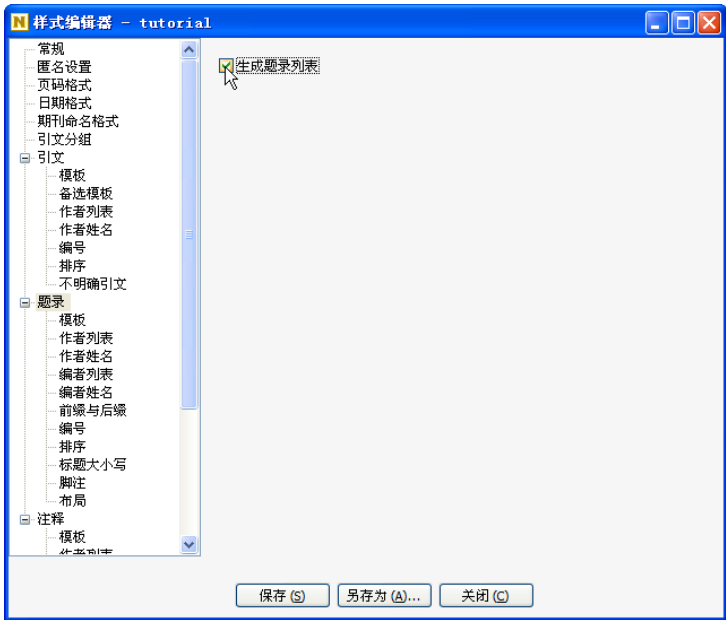 N 样式编辑器 - tutorial
常规
匿名设置
页码格式
日期格式
期刊命名格式
引文分组
引文
模板
备选模板
作者列表
作者姓名
编号
排序
不明确引文
题录
模板
作者列表
作者姓名
编者列表
编者姓名
前缀与后缀
编号
排序
标题大小写
脚注
布局
注释
模板
作者列表
生成题录列表
保存(S) 另存为(A)... 关闭(C)